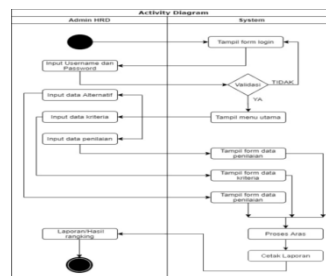 Activity Diagram
Admin HRD
System
Tampil form login
Input Username dan
Password
Validasi
TIDAK
YA
Input data Alternatif
Input data kriteria
Tampil menu utama
Input data penilaian
Tampil form data
penilaian
Tampil form data
kriteria
Tampil form data
penilaian
Laporan/Hasil
rangking
Proses Aras
Cetak Laporan